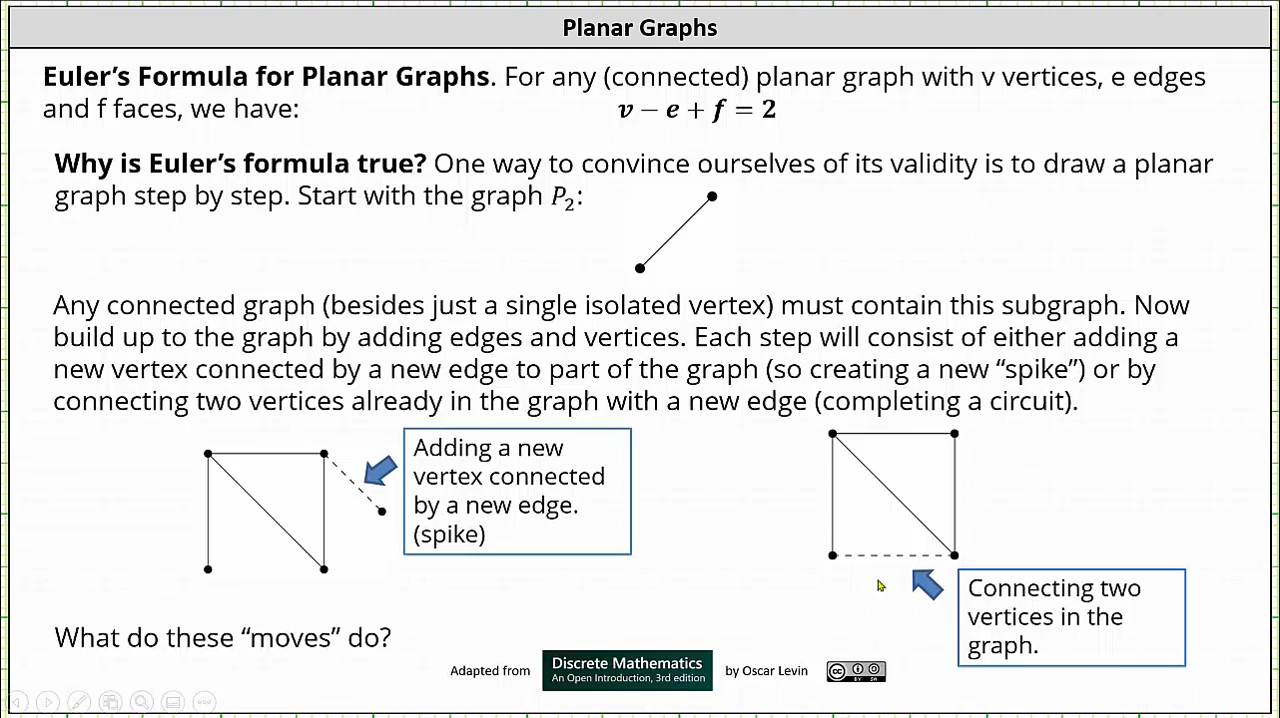 Planar Graphs
Euler’s Formula for Planar Graphs. For any (connected) planar graph with v vertices, e edges
and f faces, we have: v − e + f = 2
Why is Euler’s formula true? One way to convince ourselves of its validity is to draw a planar
graph step by step. Start with the graph P₂:
Any connected graph (besides just a single isolated vertex) must contain this subgraph. Now
build up to the graph by adding edges and vertices. Each step will consist of either adding a
new vertex connected by a new edge to part of the graph (so creating a new “spike”) or by
connecting two vertices already in the graph with a new edge (completing a circuit).
Adding a new
vertex connected
by a new edge.
(spike)
Connecting two
vertices in the
graph.
What do these “moves” do?
Adapted from
Discrete Mathematics
An Open Introduction, 3rd edition
by Oscar Levin
cc
BY SA